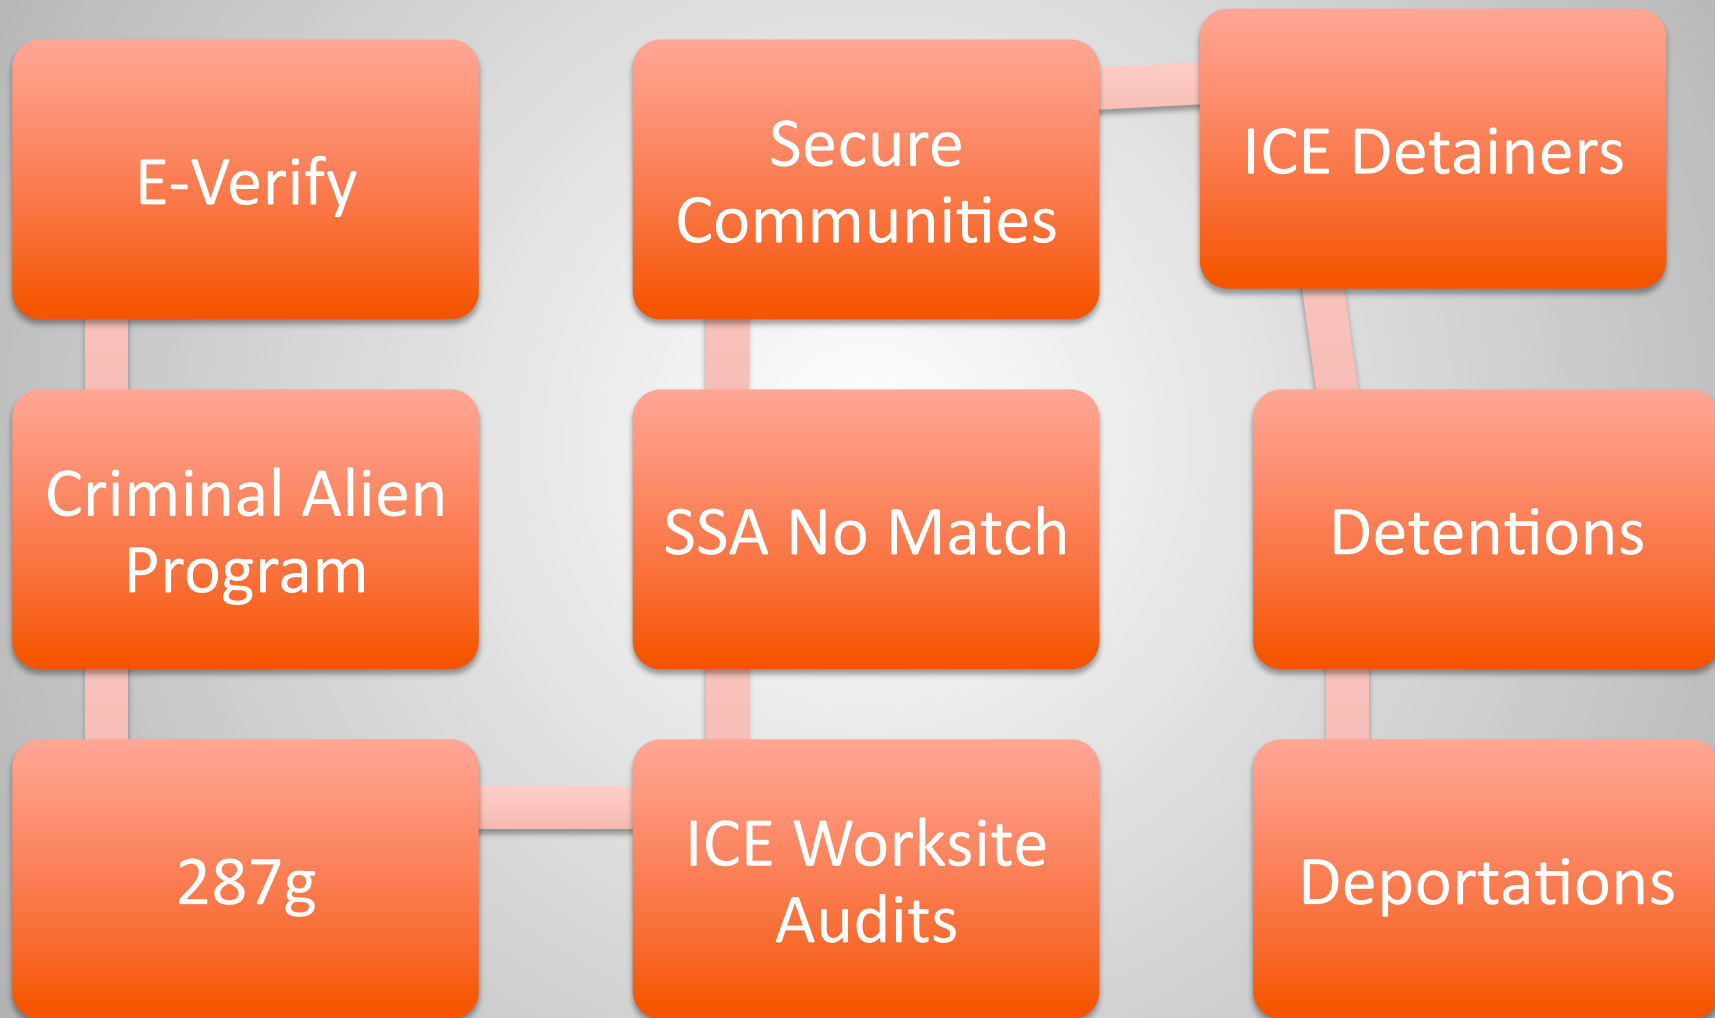 E-Verify
Criminal Alien
Program
287g
ICE Worksite
Audits
SSA No Match
Secure
Communities
ICE Detainers
Detentions
Deportations